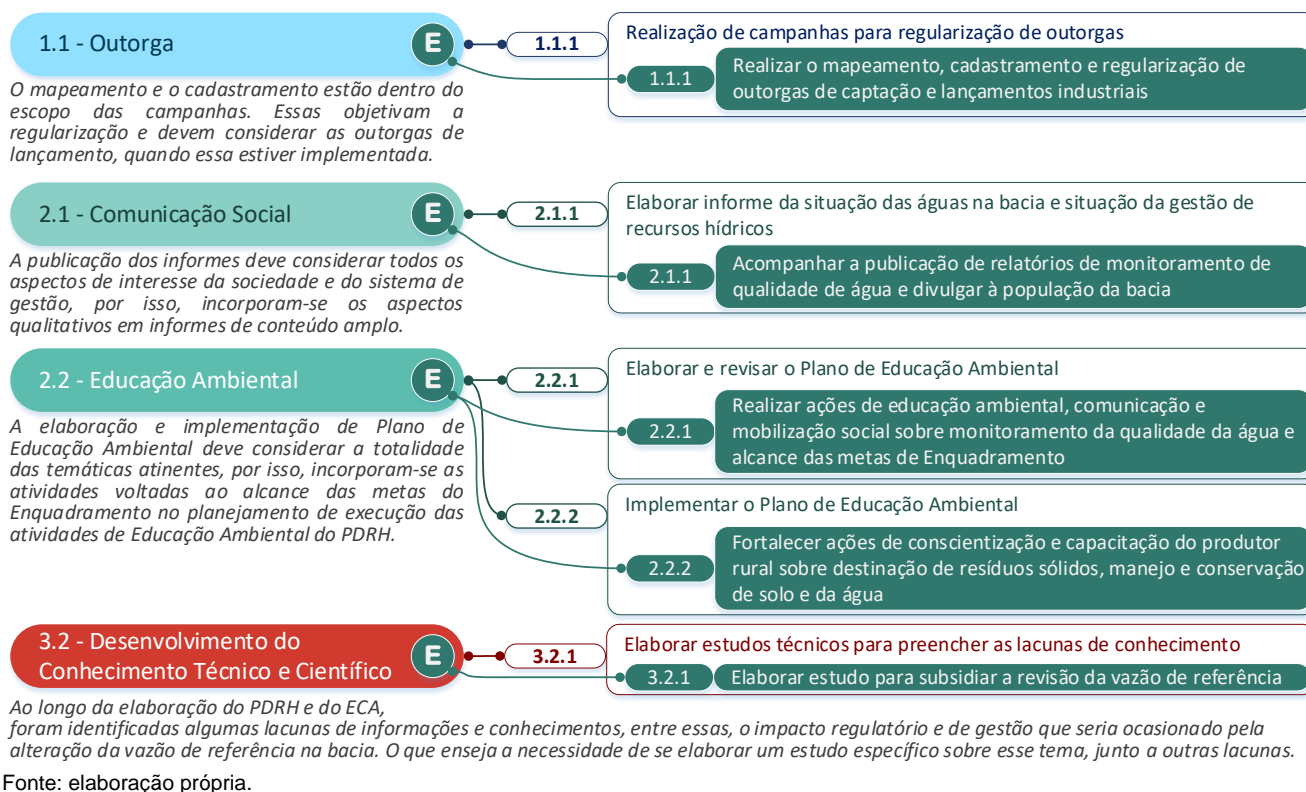 1.1 - Outorga
E
1.1.1
Realização de campanhas para regularização de outorgas
1.1.1
Realizar o mapeamento, cadastramento e regularização de
outorgas de captação e lançamentos industriais
O mapeamento e o cadastramento estão dentro do
escopo das campanhas. Essas objetivam a
regularização e devem considerar as outorgas de
lançamento, quando essa estiver implementada.
2.1 - Comunicação Social
E
2.1.1
Elaborar informe da situação das águas na bacia e situação da gestão de
recursos hídricos
2.1.1
Acompanhar a publicação de relatórios de monitoramento de
qualidade de água e divulgar à população da bacia
A publicação dos informes deve considerar todos os
aspectos de interesse da sociedade e do sistema de
gestão, por isso, incorporam-se os aspectos
qualitativos em informes de conteúdo amplo.
2.2 - Educação Ambiental
E
2.2.1
Elaborar e revisar o Plano de Educação Ambiental
2.2.1
Realizar ações de educação ambiental, comunicação e
mobilização social sobre monitoramento da qualidade da água e
alcance das metas de Enquadramento
A elaboração e implementação de Plano de
Educação Ambiental deve considerar a totalidade
das temáticas atinentes, por isso, incorporam-se as
atividades voltadas ao alcance das metas do
Enquadramento no planejamento de execução das
atividades de Educação Ambiental do PDRH.
2.2.2
Implementar o Plano de Educação Ambiental
2.2.2
Fortalecer ações de conscientização e capacitação do produtor
rural sobre destinação de resíduos sólidos, manejo e conservação
de solo e da água
3.2 - Desenvolvimento do
Conhecimento Técnico e Científico
E
3.2.1
Elaborar estudos técnicos para preencher as lacunas de conhecimento
3.2.1
Elaborar estudo para subsidiar a revisão da vazão de referência
Ao longo da elaboração do PDRH e do ECA,
foram identificadas algumas lacunas de informações e conhecimentos, entre essas, o impacto regulatório e de gestão que seria ocasionado pela
alteração da vazão de referência na bacia. O que enseja a necessidade de se elaborar um estudo específico sobre esse tema, junto a outras lacunas.
Fonte: elaboração própria.